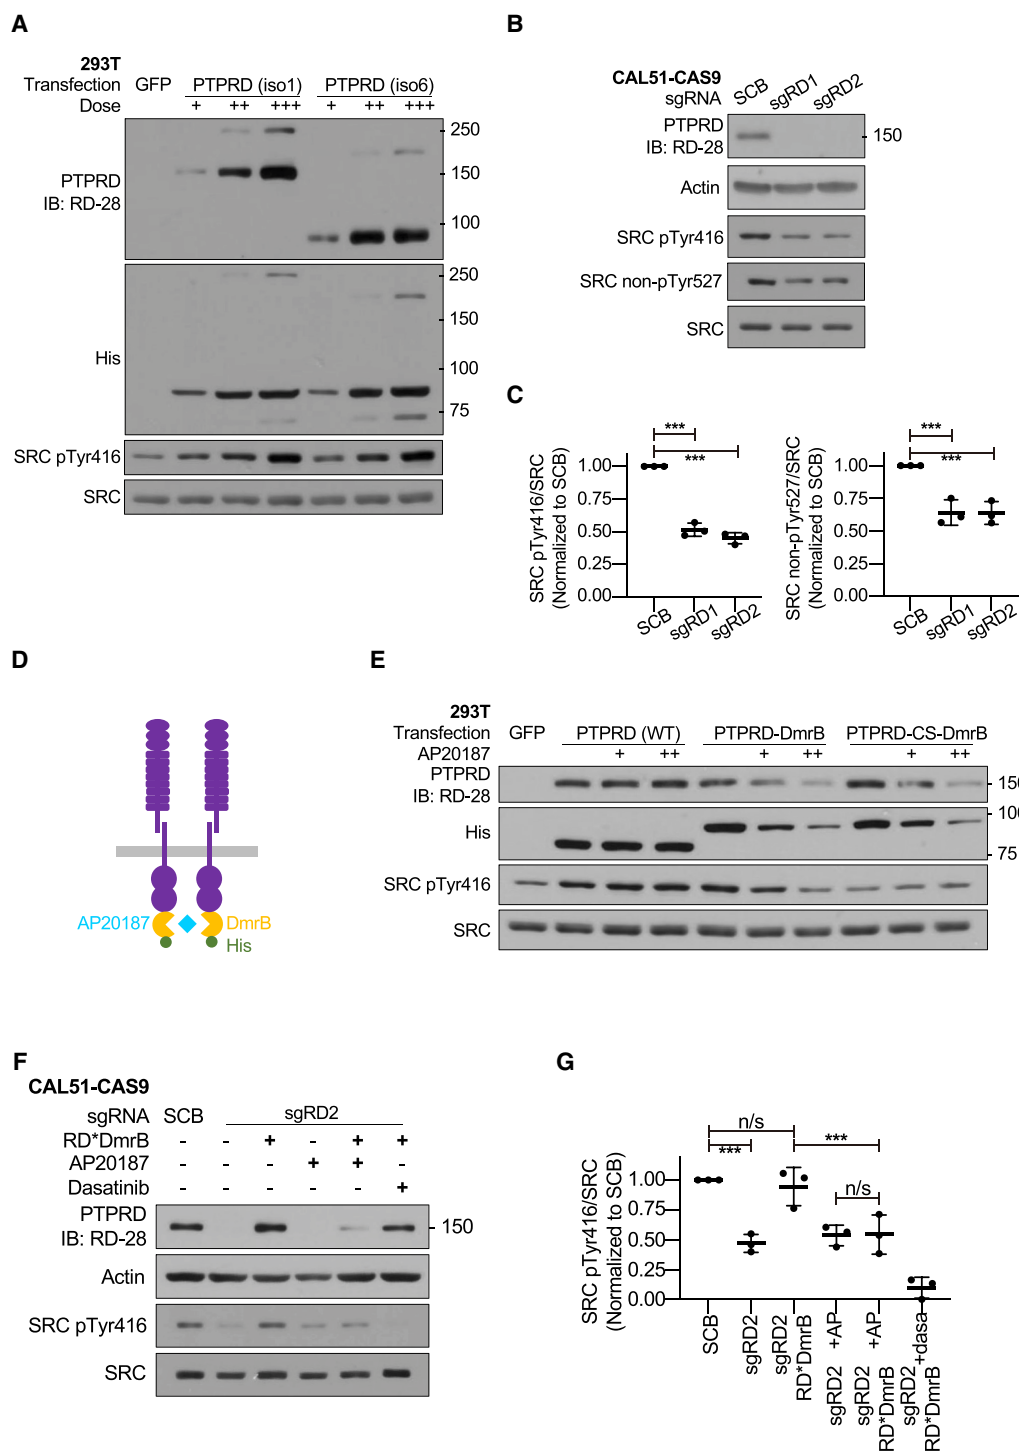 A
293T
Transfection GFP PTPRD (iso1) PTPRD (iso6)
Dose + ++ +++ + ++ +++
PTPRD
IB: RD-28
250
150
100
His
250
150
100
75
SRC pTyr416
SRC
B
CAL51-CAS9
sgRNA SCB sgRD1 sgRD2
PTPRD
IB: RD-28
150
Actin
SRC pTyr416
SRC non-pTyr527
SRC
C
SRC pTyr416/SRC
(Normalized to SCB)
1.00
0.75
0.50
0.25
0.00
***
***
SCB
sgRD1
sgRD2
SRC non-pTyr527/SRC
(Normalized to SCB)
1.00
0.75
0.50
0.25
0.00
***
***
SCB
sgRD1
sgRD2
D
AP20187
DmrB
His
E
293T
Transfection GFP PTPRD (WT) PTPRD-DmrB PTPRD-CS-DmrB
AP20187 + ++ + ++ + ++
PTPRD
IB: RD-28
150
His
100
75
SRC pTyr416
SRC
F
CAL51-CAS9
sgRNA SCB sgRD2
RD*DmrB - - + - + +
AP20187 - - - + + -
Dasatinib - - - - - +
PTPRD
IB: RD-28
150
Actin
SRC pTyr416
SRC
G
SRC pTyr416/SRC
(Normalized to SCB)
1.00
0.75
0.50
0.25
0.00
n/s
***
***
n/s
SCB
sgRD2
sgRD2
RD*DmrB
sgRD2 +AP
sgRD2 +AP
RD*DmrB
sgRD2 +dasa
RD*DmrB